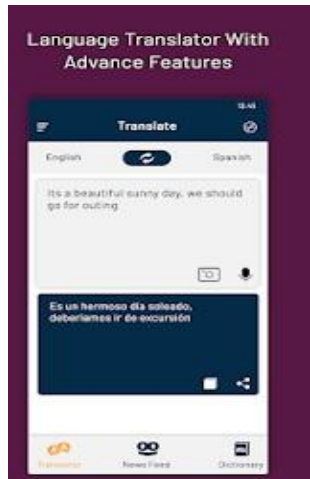 Language Translator With
Advance Features
Translate
English
Spanish
Its a beautiful sunny day, we should
go for outing
Es un hermoso día soleado,
deberíamos ir de excursión
Translator
News Feed
Dictionary